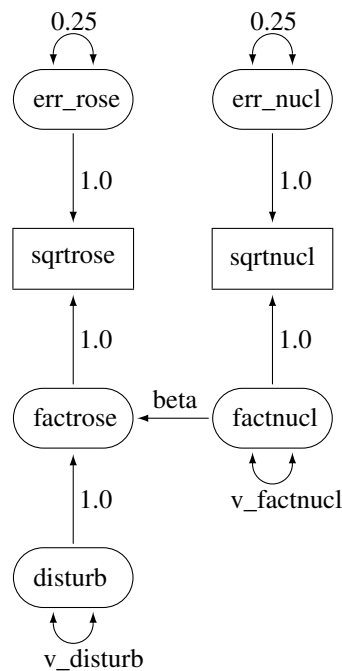 0.25 0.25
err_rose err_nucl
1.0 1.0
sqrtrose sqrtnucl
1.0 1.0
beta
factrose factnucl
1.0 v_factnucl
disturb
v_disturb